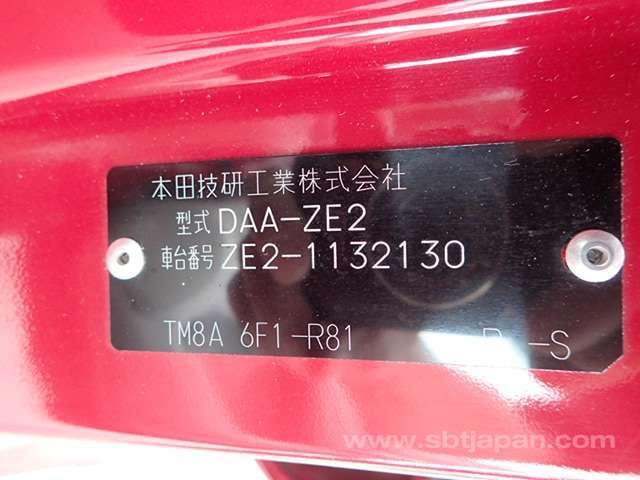 本田技研工業株式会社
型式 DAA-ZE2
車台番号 ZE2-1132130
TM8A 6F1-R81 -S
www.sbtjapan.com